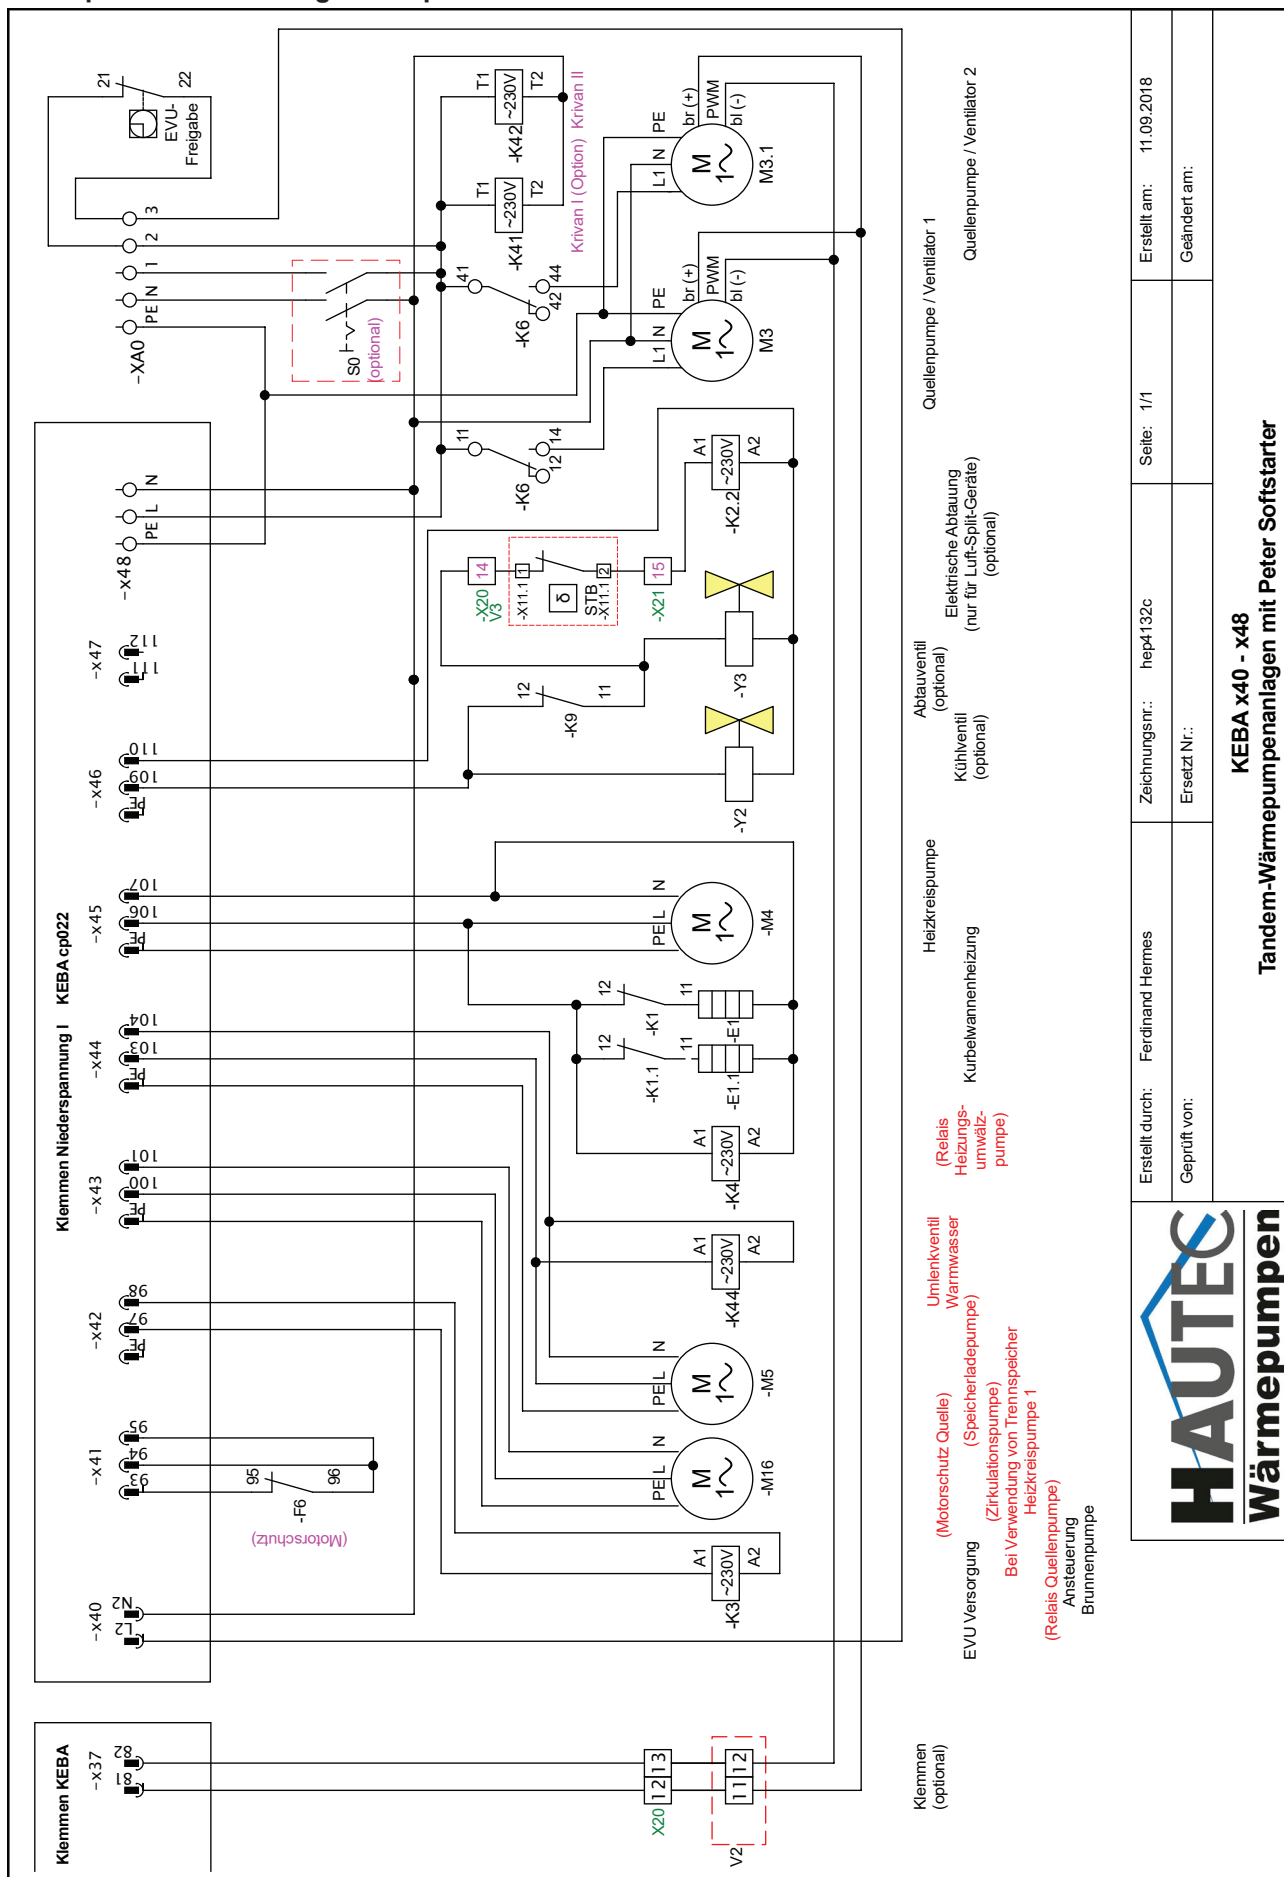 Klemmen KEBA
-x37
81
82
X20
12
13
V2
11
12
Klemmen
(optional)
Klemmen Niederspannung I    KEBA cp022
-x40
L2
N2
-x41
93
94
95
-F6
95
96
(Motorschutz)
-x42
PE
97
98
-x43
PE
100
101
-x44
PE
103
104
-x45
PE
106
107
-x46
PE
109
110
-x47
111
112
-x48
PE
L
N
-XA0
PE
N
1
2
3
21
22
EVU-
Freigabe
S0
(optional)
-K3
~230V
A1
A2
-M16
M
1
PE
L
N
-M5
M
1
PE
L
N
-K44
~230V
A1
A2
-K4
~230V
A1
A2
-K1.1
12
11
-E1.1
-K1
12
11
-E1
-M4
M
1
PE
L
N
-Y2
-K9
12
11
-Y3
-X20
V3
14
-X11.1
1
δ
STB
-X11.1
2
-X21
15
-K2.2
~230V
A1
A2
-K6
11
12
14
-K6
41
42
44
-K41
~230V
T1
T2
-K42
~230V
T1
T2
Krivan I (Option)
Krivan II
M3
M
1
L1
N
PE
br (+)
PWM
bl (-)
M3.1
M
1
L1
N
PE
br (+)
PWM
bl (-)
EVU Versorgung
(Motorschutz Quelle)
(Relais Quellenpumpe)
Ansteuerung
Brunnenpumpe
(Zirkulationspumpe)
Bei Verwendung von Trennspeicher
Heizkreispumpe 1
(Speicherladepumpe)
Umlenkventil
Warmwasser
(Relais
Heizungs-
umwälz-
pumpe)
Kurbelwannenheizung
Heizkreispumpe
Kühlventil
(optional)
Abtauventil
(optional)
Elektrische Abtauung
(nur für Luft-Split-Geräte)
(optional)
Quellenpumpe / Ventilator 1
Quellenpumpe / Ventilator 2
HAUTEC
Wärmepumpen
Erstellt durch:    Ferdinand Hermes
Zeichnungsnr.:    hep4132c
Seite:  1/1
Erstellt am:    11.09.2018
Geprüft von:
Ersetzt Nr.:
Geändert am:
KEBA x40 - x48
Tandem-Wärmepumpenanlagen mit Peter Softstarter